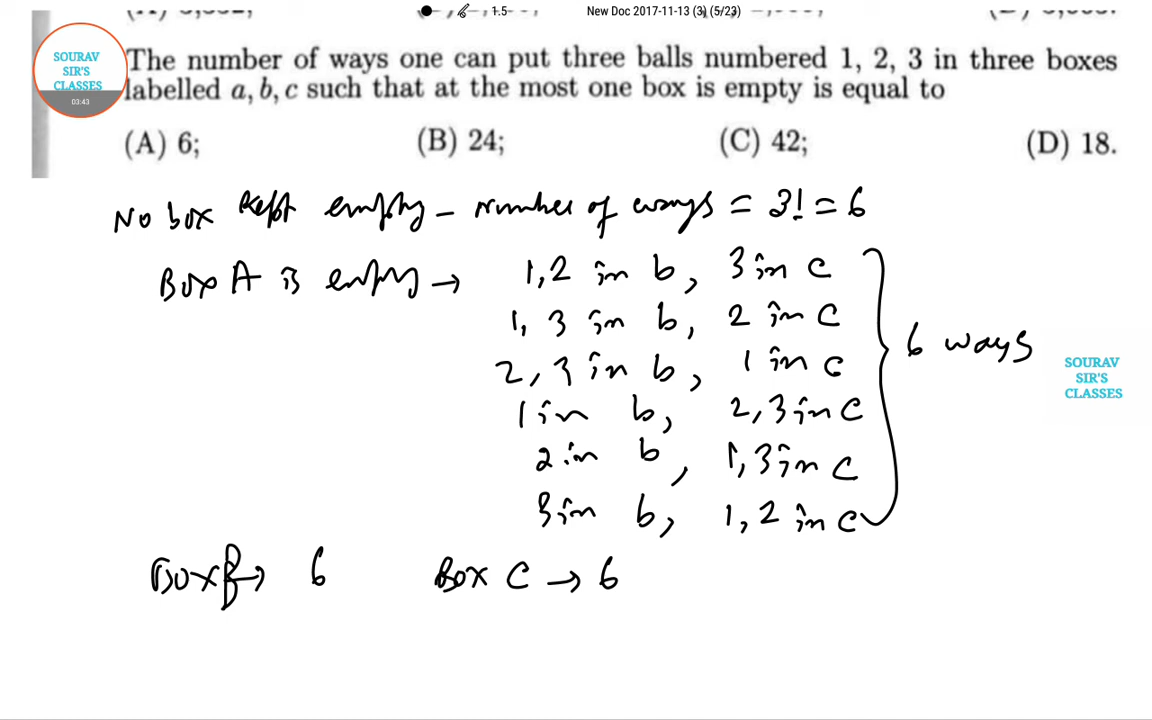 New Doc 2017-11-13 (3) (5/23)
SOURAV
SIR'S
CLASSES
03:43
The number of ways one can put three balls numbered 1, 2, 3 in three boxes
labelled a, b, c such that at the most one box is empty is equal to
(A) 6; (B) 24; (C) 42; (D) 18.
No box kept empty - number of ways = 3! = 6
Box A is empty → 1,2 in b, 3 in c
1, 3 in b, 2 in c
2, 3 in b, 1 in c
6 ways
1 in b, 2,3 in c
2 in b, 1,3 in c
3 in b, 1,2 in c
SOURAV
SIR'S
CLASSES
Box B → 6 Box C → 6